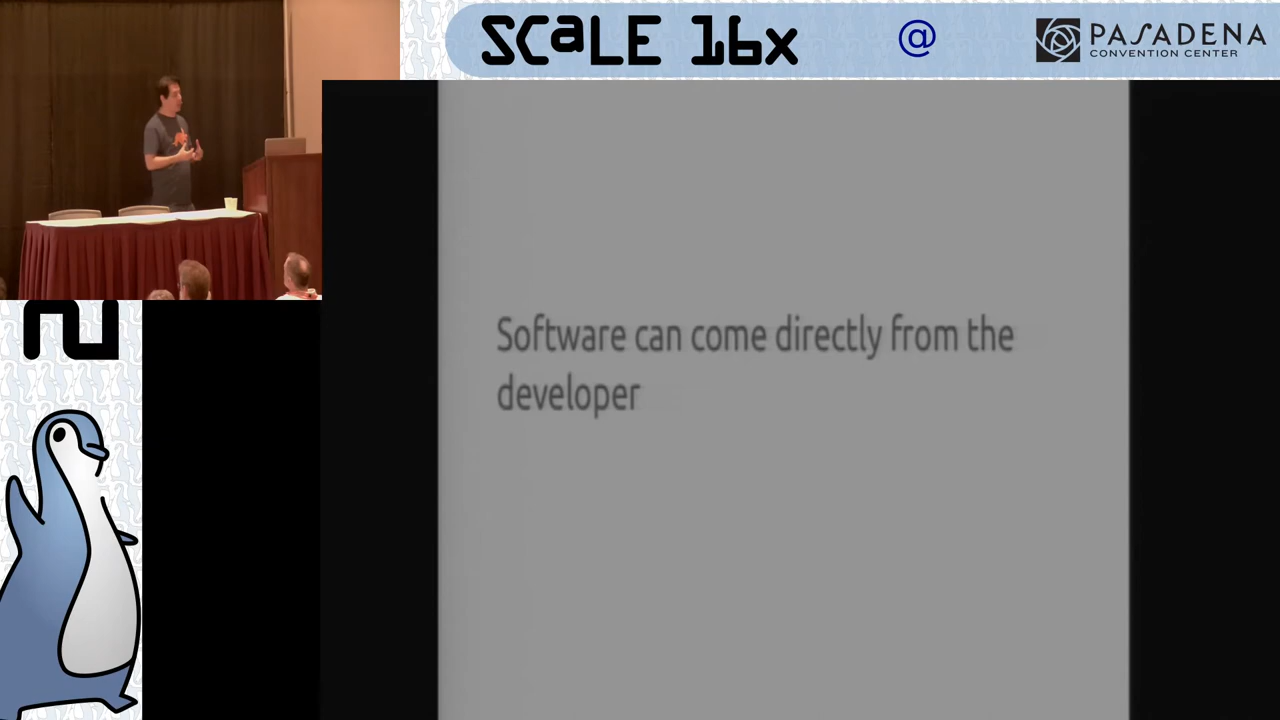 SCaLE 16x
@
PASADENA
CONVENTION CENTER
Software can come directly from the
developer